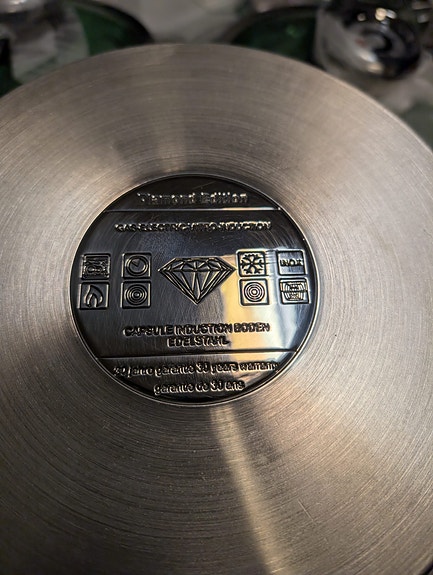 Diamond Edition
GAS-ELECTRIC-VITRO-INDUCTION
INOX
CAPSULE INDUCTION BODEN
EDELSTAHL
30 jahre garantie 30 years warranty
garantie de 30 ans